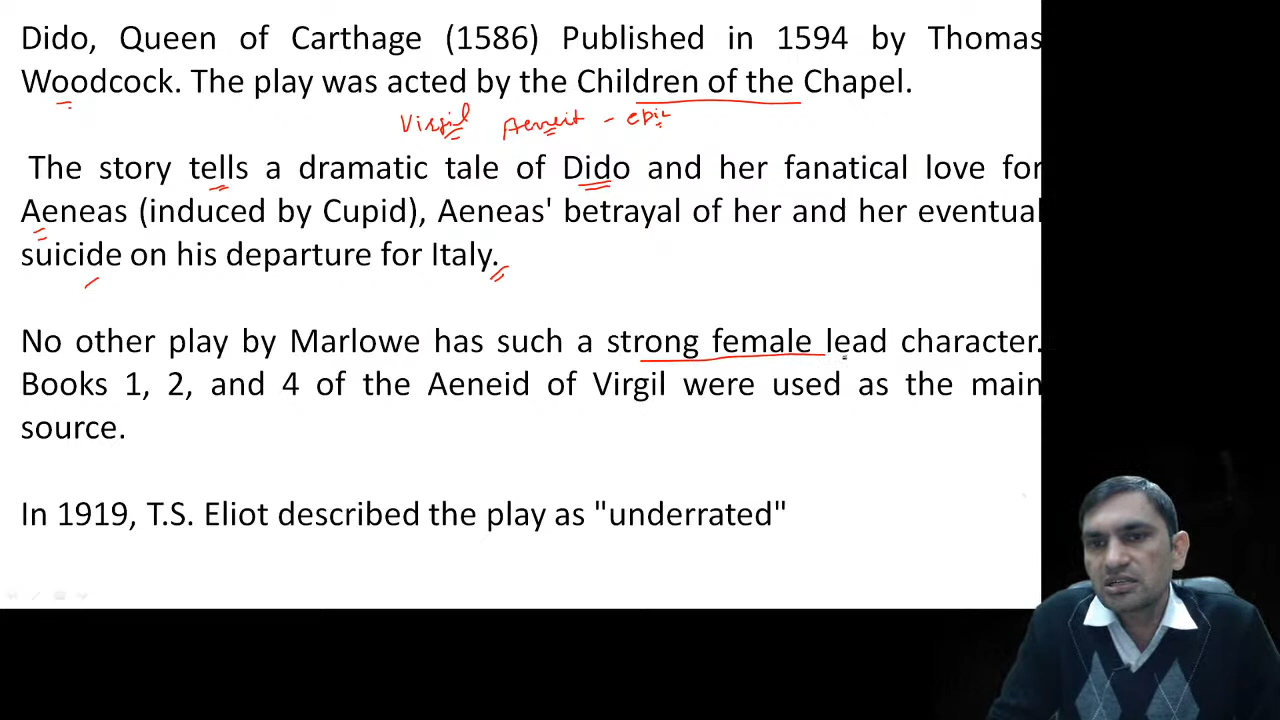 Dido, Queen of Carthage (1586) Published in 1594 by Thomas
Woodcock. The play was acted by the Children of the Chapel.
Virgil Aeneit - epic
The story tells a dramatic tale of Dido and her fanatical love for
Aeneas (induced by Cupid), Aeneas' betrayal of her and her eventual
suicide on his departure for Italy.
No other play by Marlowe has such a strong female lead character.
Books 1, 2, and 4 of the Aeneid of Virgil were used as the main
source.
In 1919, T.S. Eliot described the play as "underrated"